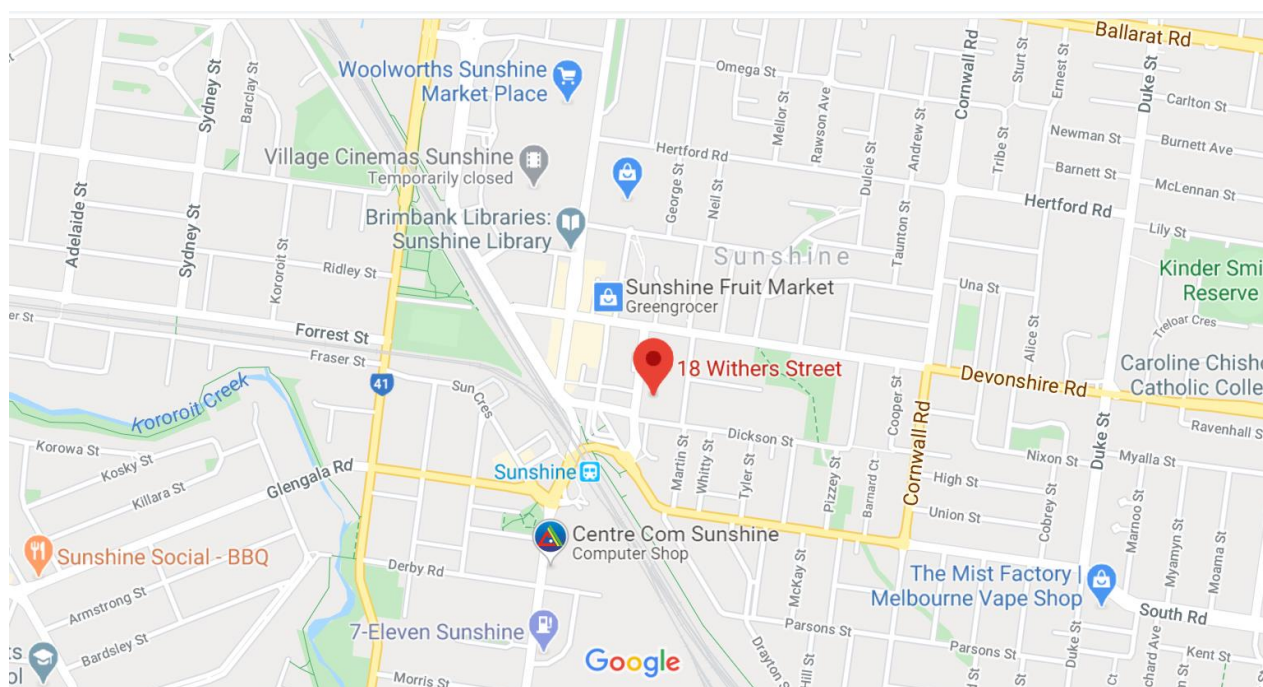 Ballarat Rd
Sydney St
Barclay St
Woolworths Sunshine
Market Place
Omega St
Cornwall Rd
Sturt St
Ernest St
Duke St
Carlton St
Mellor St
Rawson Ave
Newman St
Burnett Ave
Village Cinemas Sunshine
Temporarily closed
Hertford Rd
Dulcie St
Andrew St
Tribe St
Barnett St
McLennan St
George St
Neil St
Adelaide St
Sydney St
Kororoit St
Brimbank Libraries:
Sunshine Library
Hertford Rd
Lily St
Taunton St
Sunshine
Ridley St
Kinder Smi
Reserve
Una St
Sunshine Fruit Market
Greengrocer
Treloar Cres
er St
Forrest St
Alice St
Fraser St
18 Withers Street
Caroline Chish
Catholic Colle
41
Devonshire Rd
Sun Cres
Kororoit Creek
Cooper St
Ravenhall S
Dickson St
Korowa St
Kosky St
Martin St
Whitty St
Tyler St
Cornwall Rd
Nixon St
Duke St
Myalla St
Glengala Rd
Sunshine
Killara St
Pizzey St
Barnard Ct
High St
Union St
Cobrey St
Marnoo St
Myamyn St
Moama St
Centre Com Sunshine
Computer Shop
Sunshine Social - BBQ
Derby Rd
McKay St
The Mist Factory |
Melbourne Vape Shop
South Rd
Armstrong St
7-Eleven Sunshine
Parsons St
Bardsley St
Parsons St
Kent St
ts
ol
Google
Drayton St
Hill St
Duke St
Ct
chard Ave
Morris St